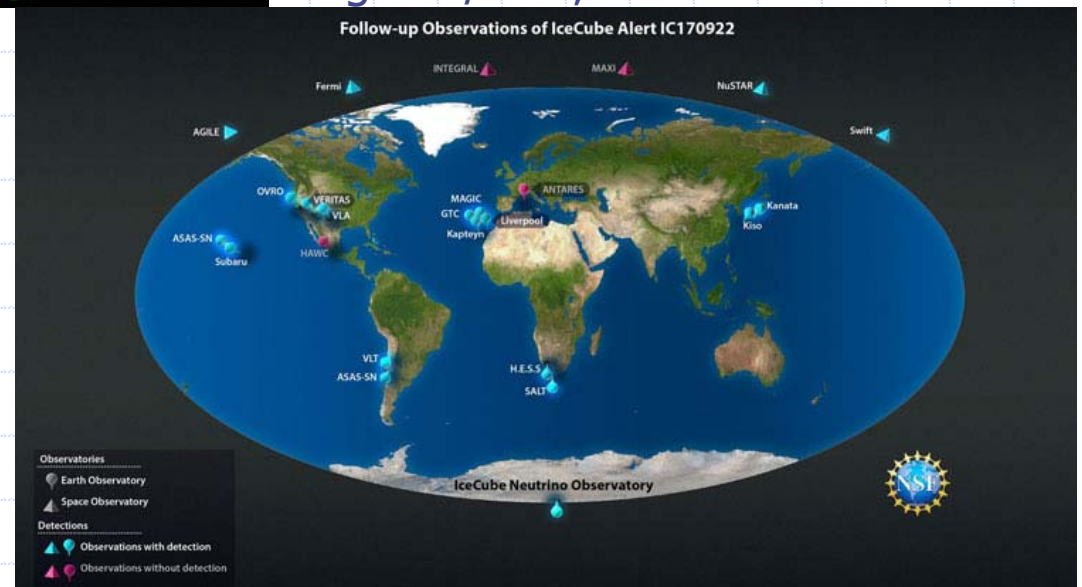 Follow-up Observations of IceCube Alert IC170922
INTEGRAL
MAXI
Fermi
NuSTAR
AGILE
Swift
OVRO
VERITAS
VLA
MAGIC
GTC
Kapteyn
Liverpool
ANTARES
Kanata
Kiso
ASAS-SN
Subaru
HAWC
VLT
ASAS-SN
H.E.S.S
SALT
IceCube Neutrino Observatory
NSF
Observatories
Earth Observatory
Space Observatory
Detections
Observations with detection
Observations without detection